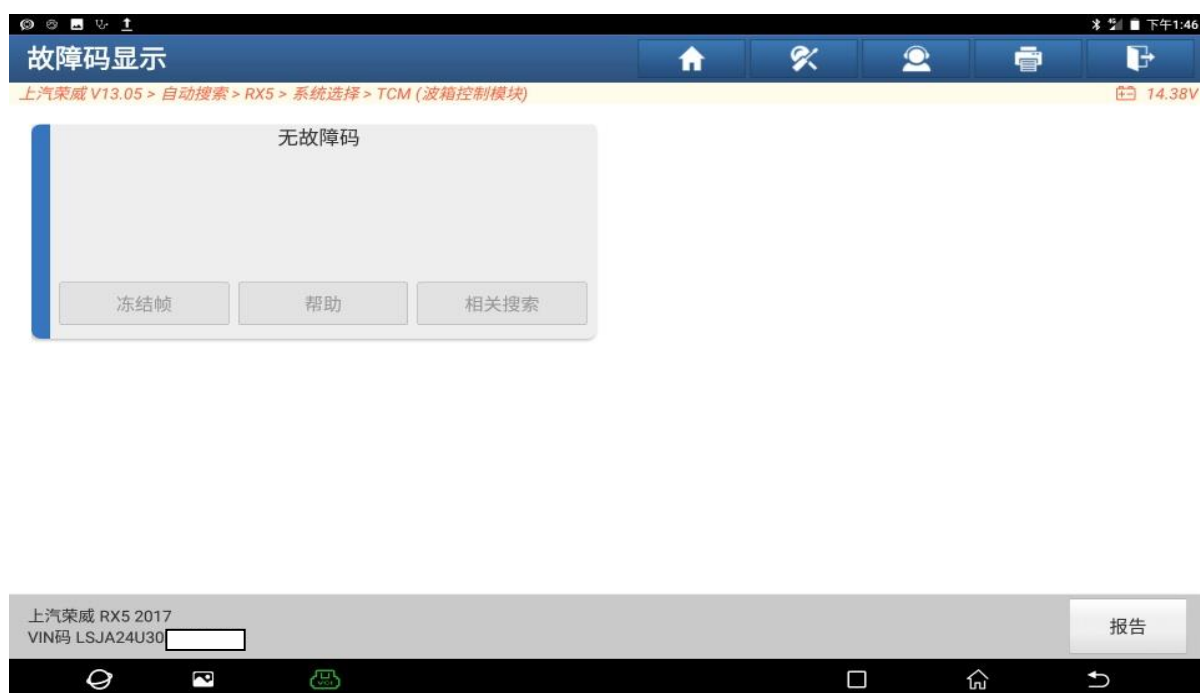 下午1:46
故障码显示
上汽荣威 V13.05 > 自动搜索 > RX5 > 系统选择 > TCM (波箱控制模块)
14.38V
无故障码
冻结帧
帮助
相关搜索
上汽荣威 RX5 2017
VIN码 LSJA24U30
报告
VCI